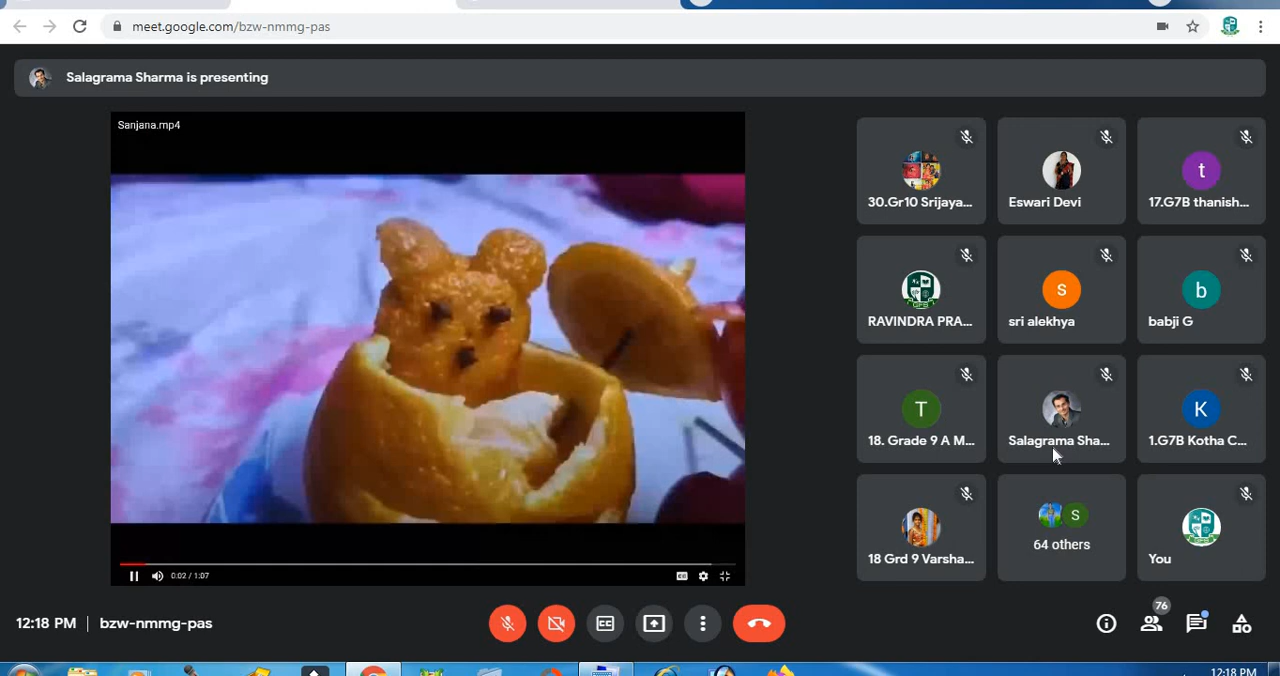 meet.google.com/bzw-nmmg-pas
Salagrama Sharma is presenting
Sanjana.mp4
30.Gr10 Srijaya...
Eswari Devi
t
17.G7B thanish...
RAVINDRA PRA...
s
sri alekhya
b
babji G
T
18. Grade 9 A M...
Salagrama Sha...
K
1.G7B Kotha C...
18 Grd 9 Varsha...
S
64 others
You
0:02 / 1:07
12:18 PM
bzw-nmmg-pas
76
12:18 PM